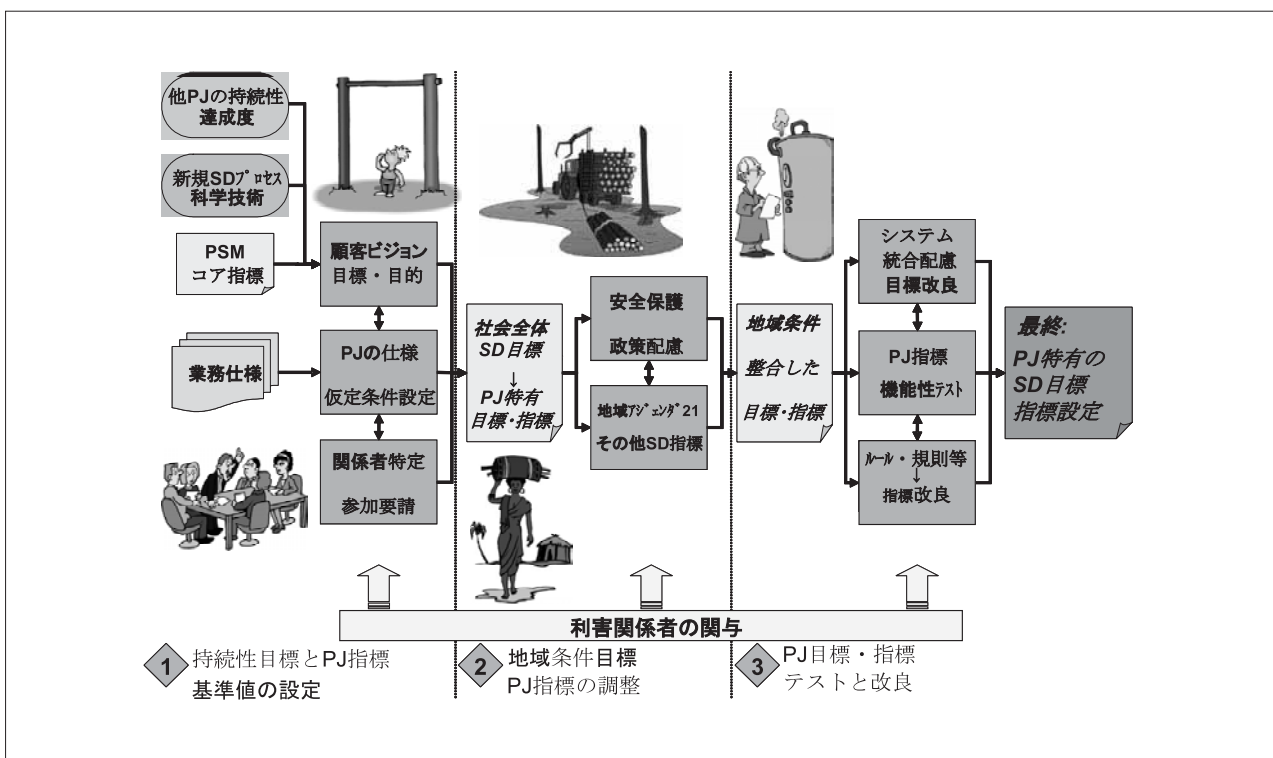 他PJの持続性
達成度
新規SDﾌﾟﾛｾｽ
科学技術
PSM
コア指標
業務仕様
顧客ビジョン
目標・目的
PJの仕様
仮定条件設定
関係者特定
参加要請
社会全体
SD目標
↓
PJ特有
目標・指標
安全保護
政策配慮
地域ｱｼﾞｪﾝﾀﾞ21
その他SD指標
地域条件
整合した
目標・指標
システム
統合配慮
目標改良
PJ指標
機能性テスト
ﾙｰﾙ・規則等
↓
指標改良
最終:
PJ特有の
SD目標
指標設定
利害関係者の関与
1 持続性目標とPJ指標
基準値の設定
2 地域条件目標
PJ指標の調整
3 PJ目標・指標
テストと改良